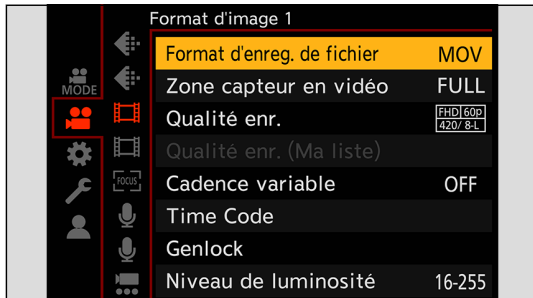 Format d'image 1
MODE
FOCUS
Format d'enreg. de fichier MOV
Zone capteur en vidéo FULL
Qualité enr. FHD 60p
420/ 8-L
Qualité enr. (Ma liste)
Cadence variable OFF
Time Code
Genlock
Niveau de luminosité 16-255